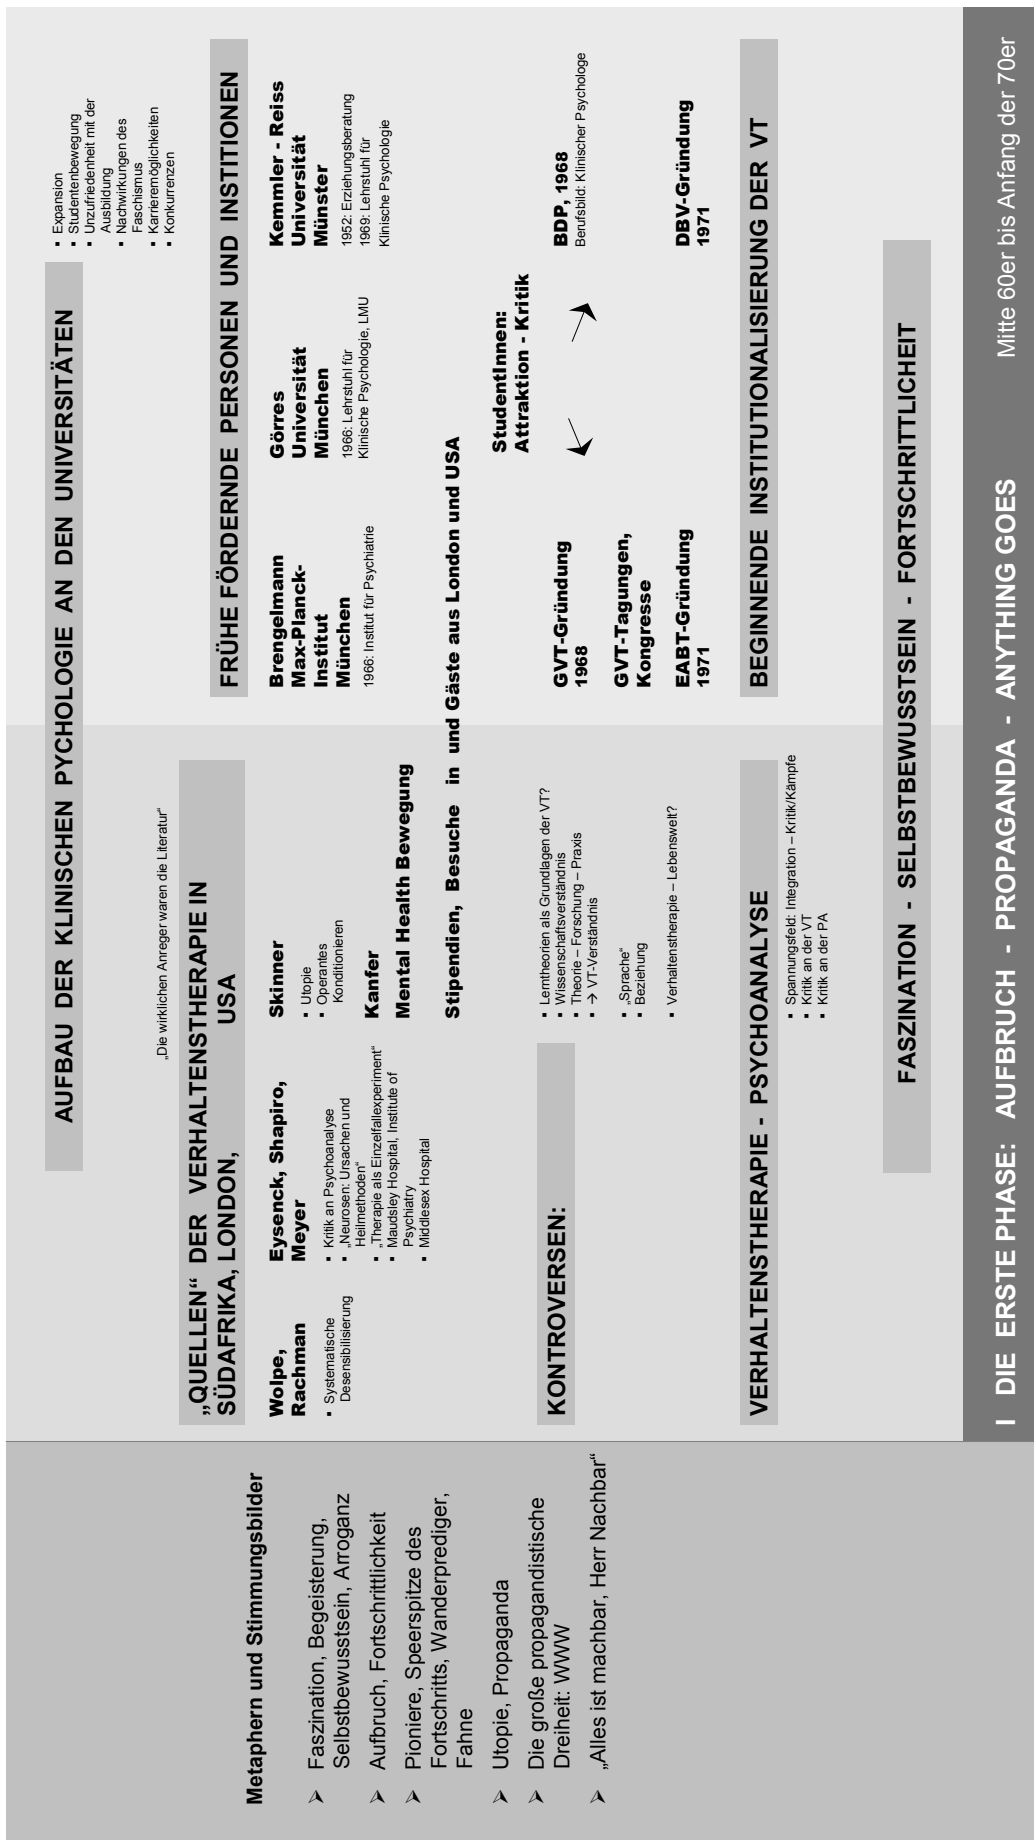 Metaphern und Stimmungsbilder
➢ Faszination, Begeisterung,
Selbstbewusstsein, Arroganz
➢ Aufbruch, Fortschrittlichkeit
➢ Pioniere, Speerspitze des
Fortschritts, Wanderprediger,
Fahne
➢ Utopie, Propaganda
➢ Die große propagandistische
Dreiheit: WWW
➢ „Alles ist machbar, Herr Nachbar“
AUFBAU DER KLINISCHEN PYCHOLOGIE AN DEN UNIVERSITÄTEN
▪ Expansion
▪ Studentenbewegung
▪ Unzufriedenheit mit der
Ausbildung
▪ Nachwirkungen des
Faschismus
▪ Karrieremöglichkeiten
▪ Konkurrenzen
„Die wirklichen Anreger waren die Literatur“
„QUELLEN“ DER VERHALTENSTHERAPIE IN
SÜDAFRIKA, LONDON, USA
Wolpe,
Rachman
▪ Systematische
Desensibilisierung
Eysenck, Shapiro,
Meyer
▪ Kritik an Psychoanalyse
▪ „Neurosen: Ursachen und
Heilmethoden“
▪ „Therapie als Einzelfallexperiment“
▪ Maudsley Hospital, Institute of
Psychiatry
▪ Middlesex Hospital
Skinner
▪ Utopie
▪ Operantes
Konditionieren
Kanfer
Mental Health Bewegung
FRÜHE FÖRDERNDE PERSONEN UND INSTITIONEN
Brengelmann
Max-Planck-
Institut
München
1966: Institut für Psychiatrie
Görres
Universität
München
1966: Lehrstuhl für
Klinische Psychologie, LMU
Kemmler - Reiss
Universität
Münster
1952: Erziehungsberatung
1969: Lehrstuhl für
Klinische Psychologie
Stipendien, Besuche in und Gäste aus London und USA
KONTROVERSEN:
▪ Lerntheorien als Grundlagen der VT?
▪ Wissenschaftsverständnis
▪ Theorie – Forschung – Praxis
▪ → VT-Verständnis
▪ „Sprache“
▪ Beziehung
▪ Verhaltenstherapie – Lebenswelt?
StudentInnen:
Attraktion - Kritik
GVT-Gründung
1968
GVT-Tagungen,
Kongresse
EABT-Gründung
1971
BDP, 1968
Berufsbild: Klinischer Psychologe
DBV-Gründung
1971
VERHALTENSTHERAPIE - PSYCHOANALYSE
▪ Spannungsfeld: Integration – Kritik/Kämpfe
▪ Kritik an der VT
▪ Kritik an der PA
BEGINNENDE INSTITUTIONALISIERUNG DER VT
FASZINATION - SELBSTBEWUSSTSEIN - FORTSCHRITTLICHEIT
I DIE ERSTE PHASE: AUFBRUCH - PROPAGANDA - ANYTHING GOES Mitte 60er bis Anfang der 70er